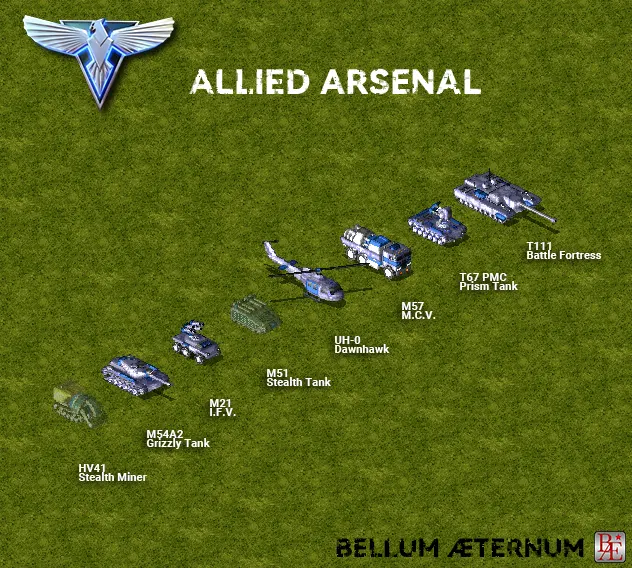 ALLIED ARSENAL
T111
Battle Fortress
T67 PMC
Prism Tank
M57
M.C.V.
UH-0
Dawnhawk
M51
Stealth Tank
M21
I.F.V.
M54A2
Grizzly Tank
HV41
Stealth Miner
BELLUM ÆTERNUM
BÆ